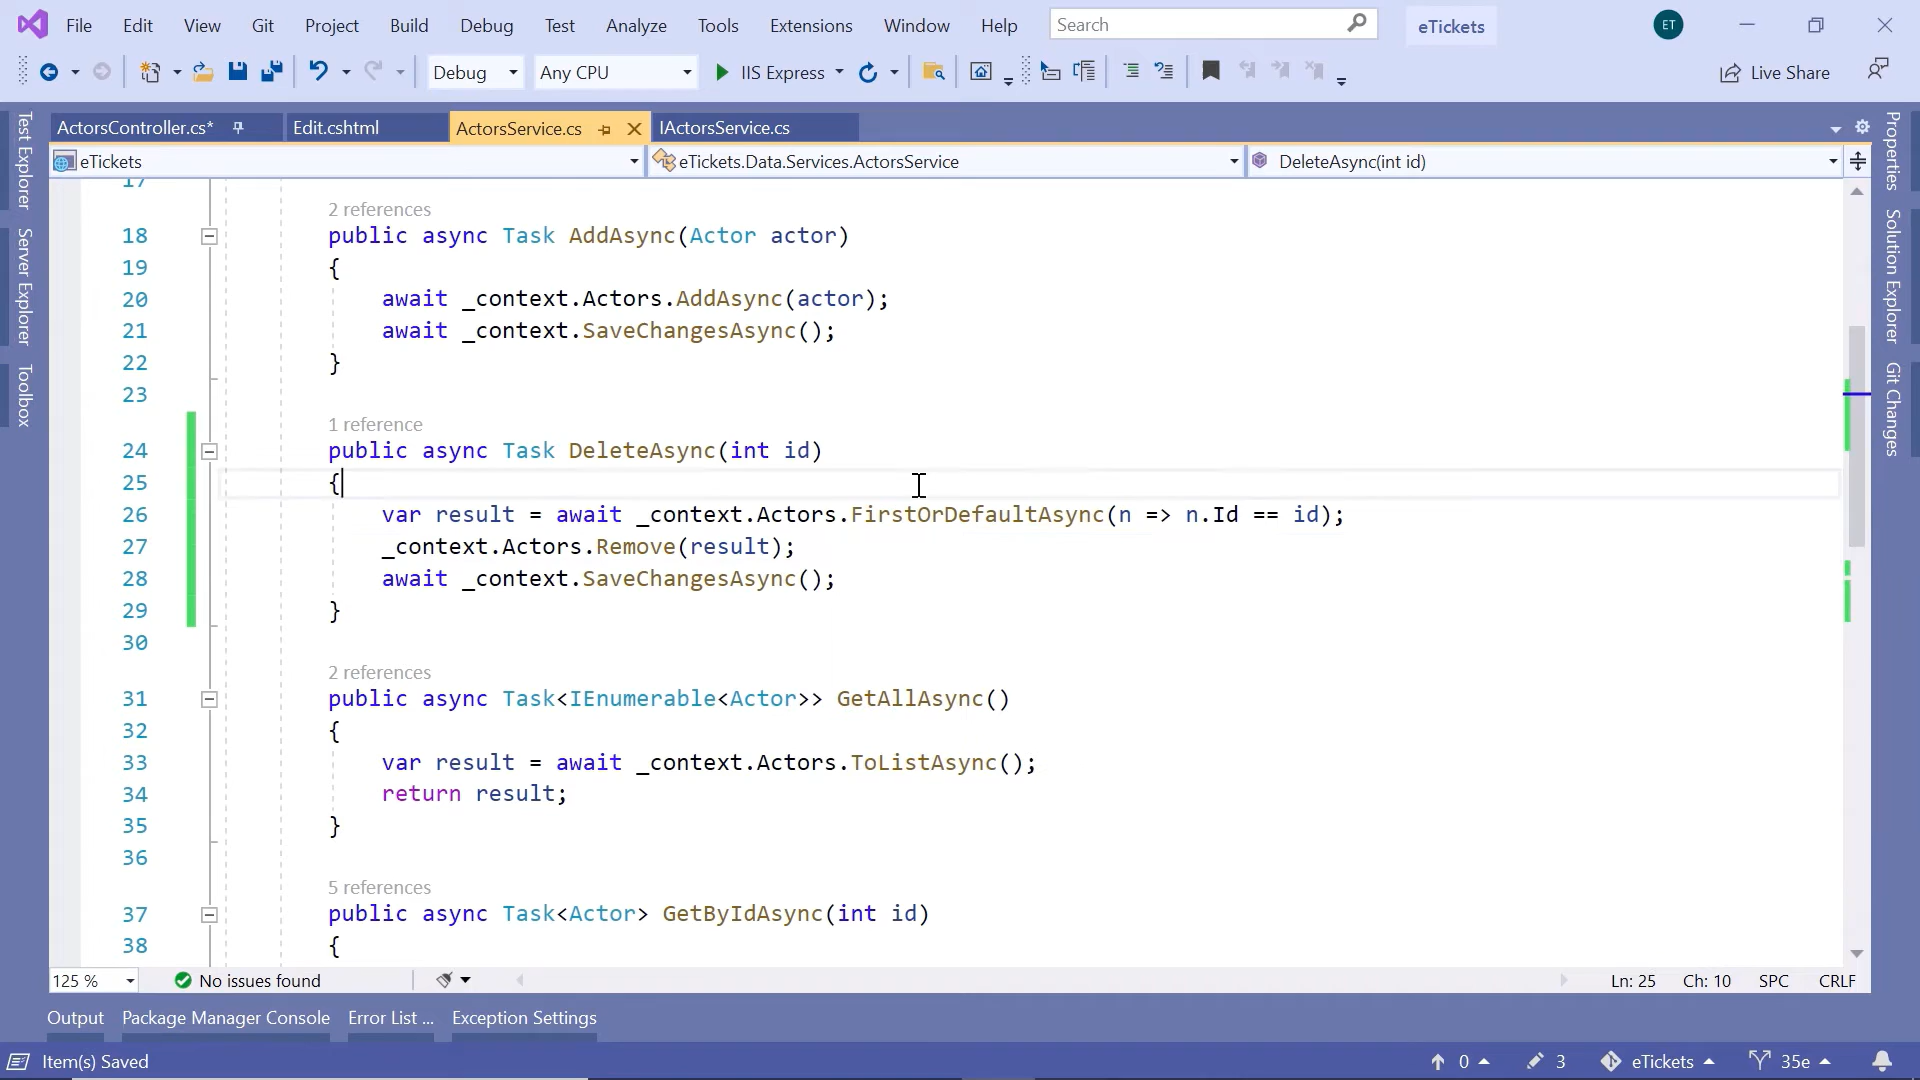 File Edit View Git Project Build Debug Test Analyze Tools Extensions Window Help Search eTickets ET
Debug Any CPU IIS Express Live Share
ActorsController.cs* Edit.cshtml ActorsService.cs IActorsService.cs
eTickets eTickets.Data.Services.ActorsService DeleteAsync(int id)
Test Explorer
Server Explorer
Toolbox
17
2 references
18 public async Task AddAsync(Actor actor)
19 {
20 await _context.Actors.AddAsync(actor);
21 await _context.SaveChangesAsync();
22 }
23
1 reference
24 public async Task DeleteAsync(int id)
25 {
26 var result = await _context.Actors.FirstOrDefaultAsync(n => n.Id == id);
27 _context.Actors.Remove(result);
28 await _context.SaveChangesAsync();
29 }
30
2 references
31 public async Task<IEnumerable<Actor>> GetAllAsync()
32 {
33 var result = await _context.Actors.ToListAsync();
34 return result;
35 }
36
5 references
37 public async Task<Actor> GetByIdAsync(int id)
38 {
Properties
Solution Explorer
Git Changes
125 % No issues found Ln: 25 Ch: 10 SPC CRLF
Output Package Manager Console Error List ... Exception Settings
Item(s) Saved 0 3 eTickets 35e